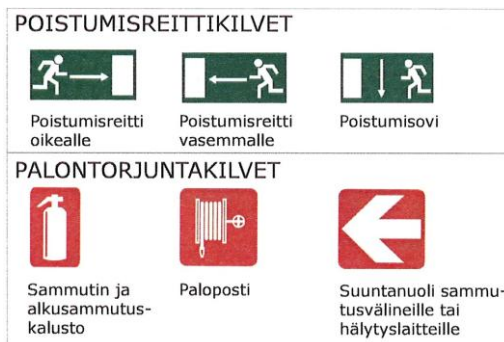 POISTUMISREITTIKILVET
Poistumisreitti
oikealle
Poistumisreitti
vasemmalle
Poistumisovi
PALONTORJUNTAKILVET
Sammutin ja
alkusammutus-
kalusto
Paloposti
Suuntanuoli sammu-
tusvälineille tai
hälytyslaitteille